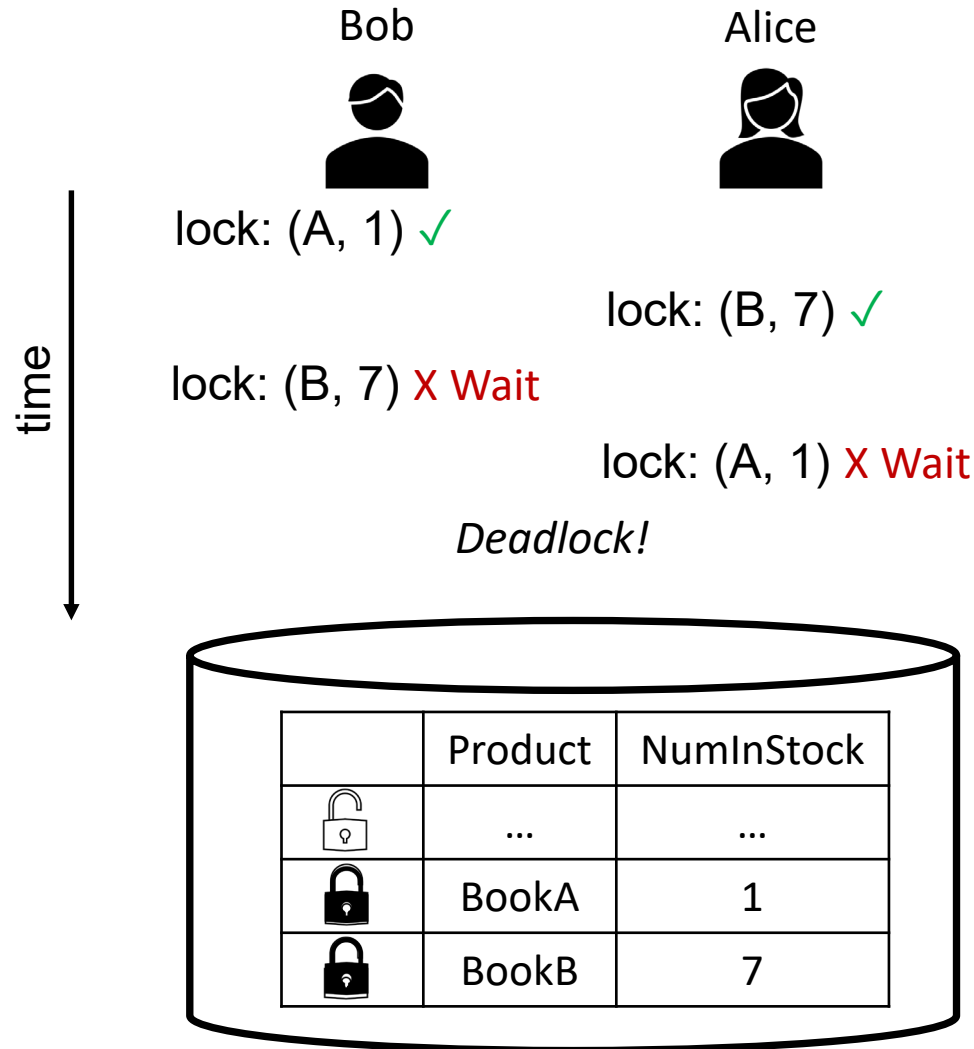 Bob Alice
lock: (A, 1) ✓
lock: (B, 7) ✓
time
lock: (B, 7) X Wait
lock: (A, 1) X Wait
Deadlock!
Product NumInStock
... ...
BookA 1
BookB 7